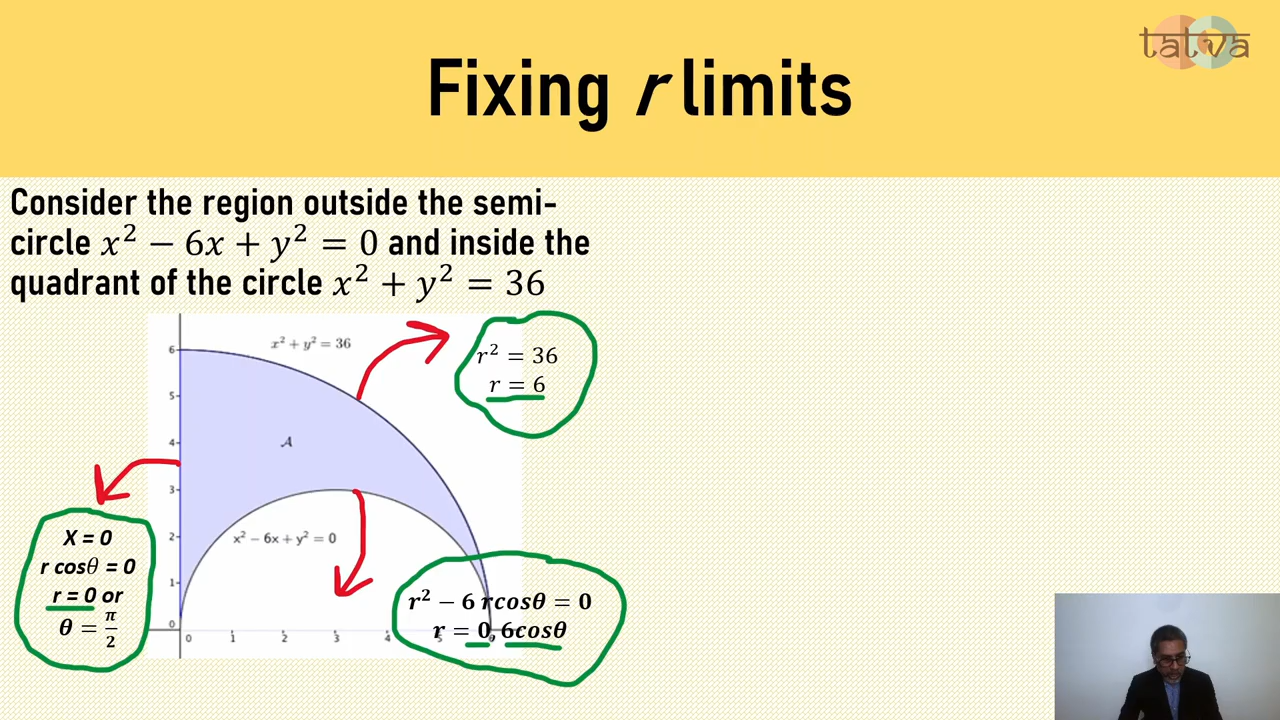 tatva
Fixing r limits
Consider the region outside the semi-
circle x² − 6x + y² = 0 and inside the
quadrant of the circle x² + y² = 36
x² + y² = 36
r² = 36
r = 6
6
5
4
3
2
1
0
A
x² − 6x + y² = 0
X = 0
r cosθ = 0
r = 0 or
θ = π/2
r² − 6 rcosθ = 0
r = 0, 6cosθ
0 1 2 3 4 5 6